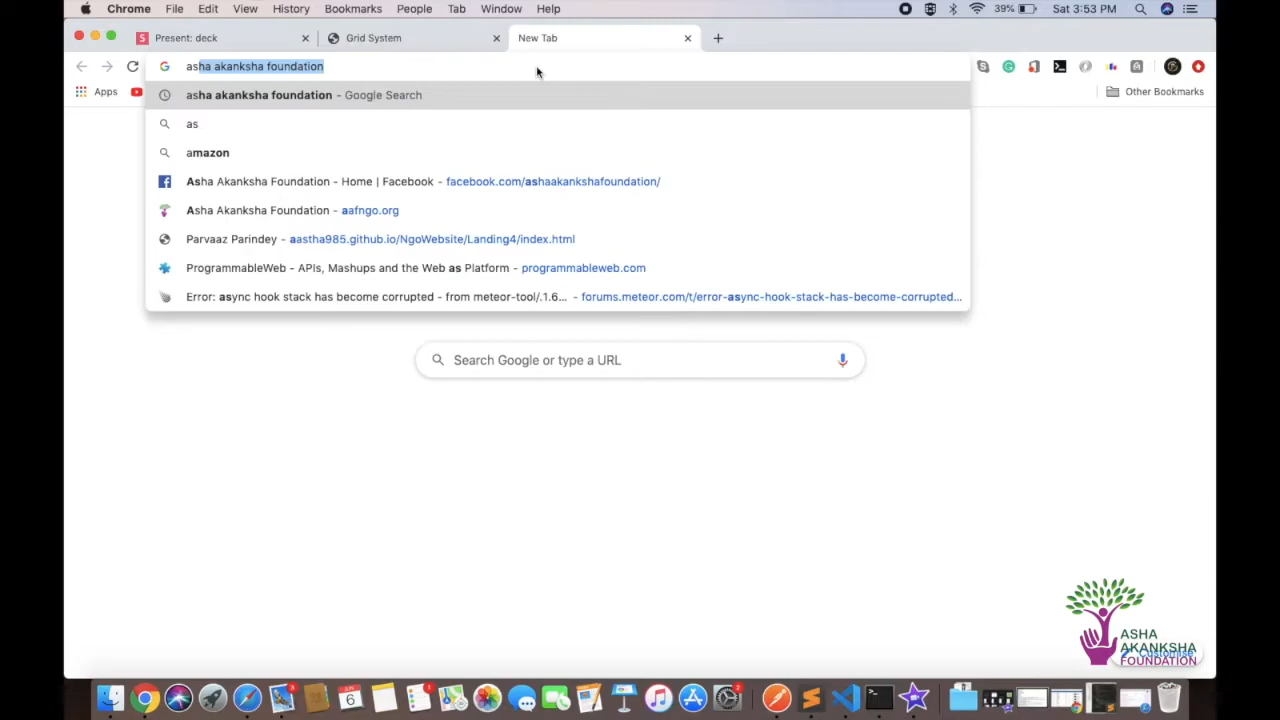 Chrome File Edit View History Bookmarks People Tab Window Help 39% Sat 3:53 PM
Present: deck Grid System New Tab
asha akanksha foundation
Apps Other Bookmarks
asha akanksha foundation - Google Search
as
amazon
Asha Akanksha Foundation - Home | Facebook - facebook.com/ashaakankshafoundation/
Asha Akanksha Foundation - aafngo.org
Parvaaz Parindey - aastha985.github.io/NgoWebsite/Landing4/index.html
ProgrammableWeb - APIs, Mashups and the Web as Platform - programmableweb.com
Error: async hook stack has become corrupted - from meteor-tool/.1.6... - forums.meteor.com/t/error-async-hook-stack-has-become-corrupted...
Search Google or type a URL
ASHA
AKANKSHA
Customise
FOUNDATION
6